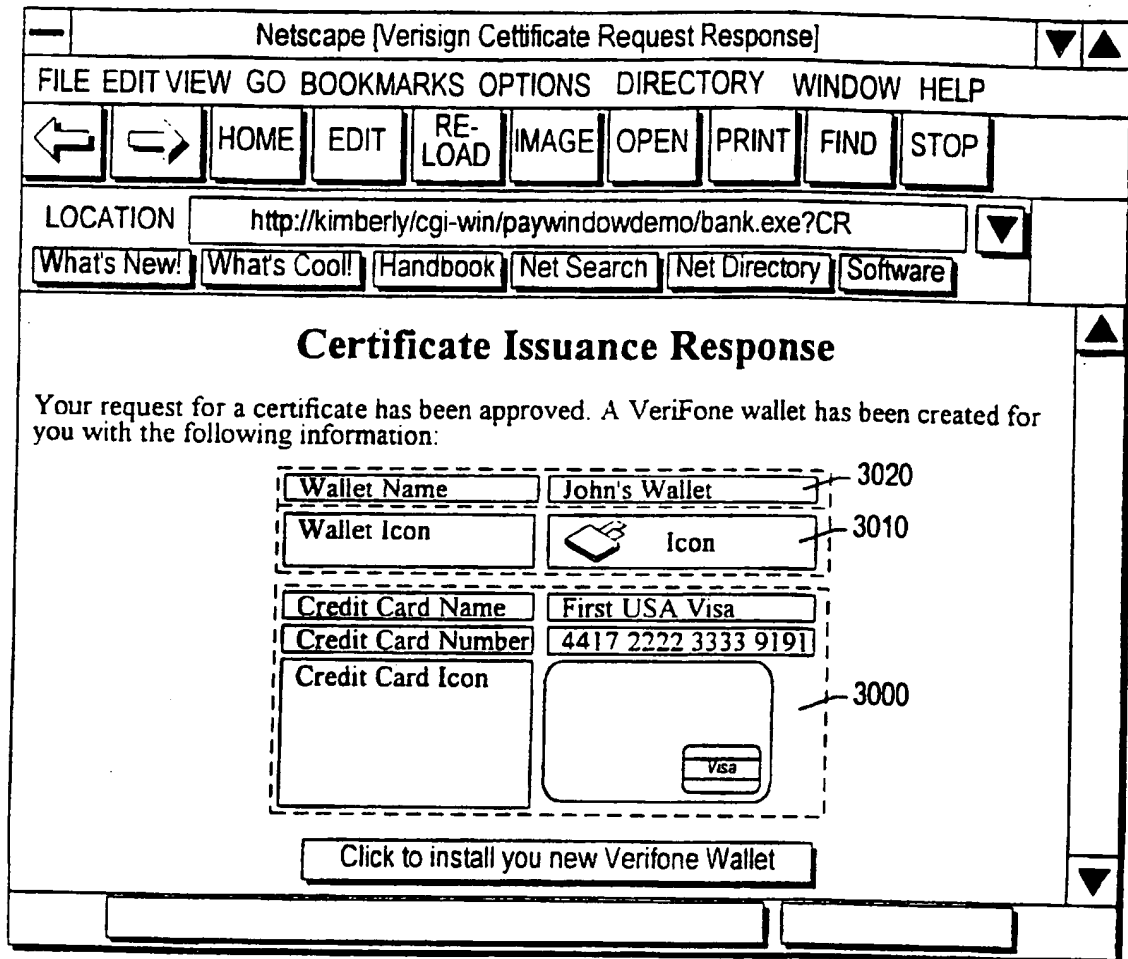 Netscape [Verisign Cettificate Request Response]
FILE EDIT VIEW GO BOOKMARKS OPTIONS DIRECTORY WINDOW HELP
HOME EDIT RE-LOAD IMAGE OPEN PRINT FIND STOP
LOCATION http://kimberly/cgi-win/paywindowdemo/bank.exe?CR
What's New! What's Cool! Handbook Net Search Net Directory Software
Certificate Issuance Response
Your request for a certificate has been approved. A VeriFone wallet has been created for
you with the following information:
Wallet Name John's Wallet 3020
Wallet Icon Icon 3010
Credit Card Name First USA Visa
Credit Card Number 4417 2222 3333 9191
Credit Card Icon 3000
Visa
Click to install you new Verifone Wallet